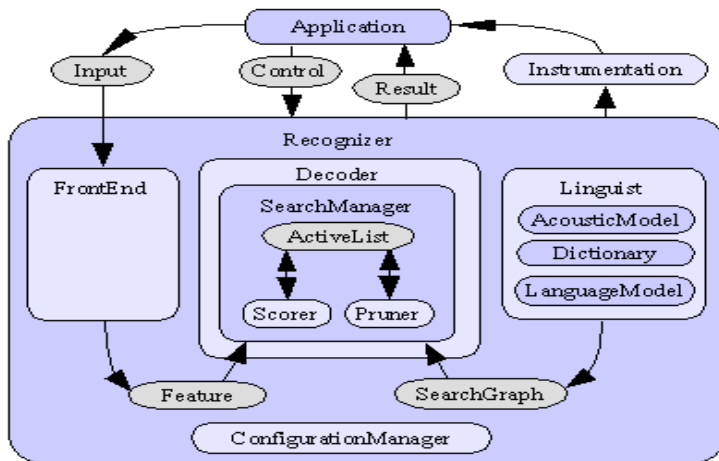 Application
Input
Control
Result
Instrumentation
Recognizer
FrontEnd
Decoder
SearchManager
ActiveList
Scorer
Pruner
Linguist
AcousticModel
Dictionary
LanguageModel
Feature
SearchGraph
ConfigurationManager